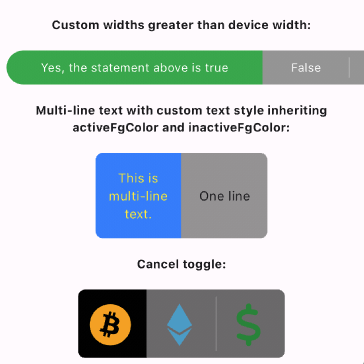 Custom widths greater than device width:
Yes, the statement above is true
False
Multi-line text with custom text style inheriting
activeFgColor and inactiveFgColor:
This is
multi-line
text.
One line
Cancel toggle: